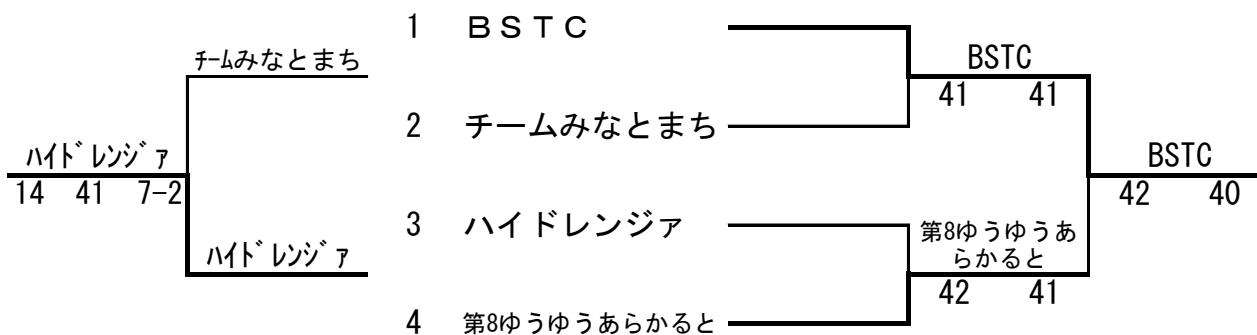 1 ＢＳＴＣ
ﾁｰﾑみなとまち
BSTC
41 41
2 チームみなとまち
ﾊｲﾄﾞﾚﾝｼﾞｧ
BSTC
14 41 7-2
42 40
3 ハイドレンジァ
第8ゆうゆうあ
らかると
ﾊｲﾄﾞﾚﾝｼﾞｧ
42 41
4 第8ゆうゆうあらかると